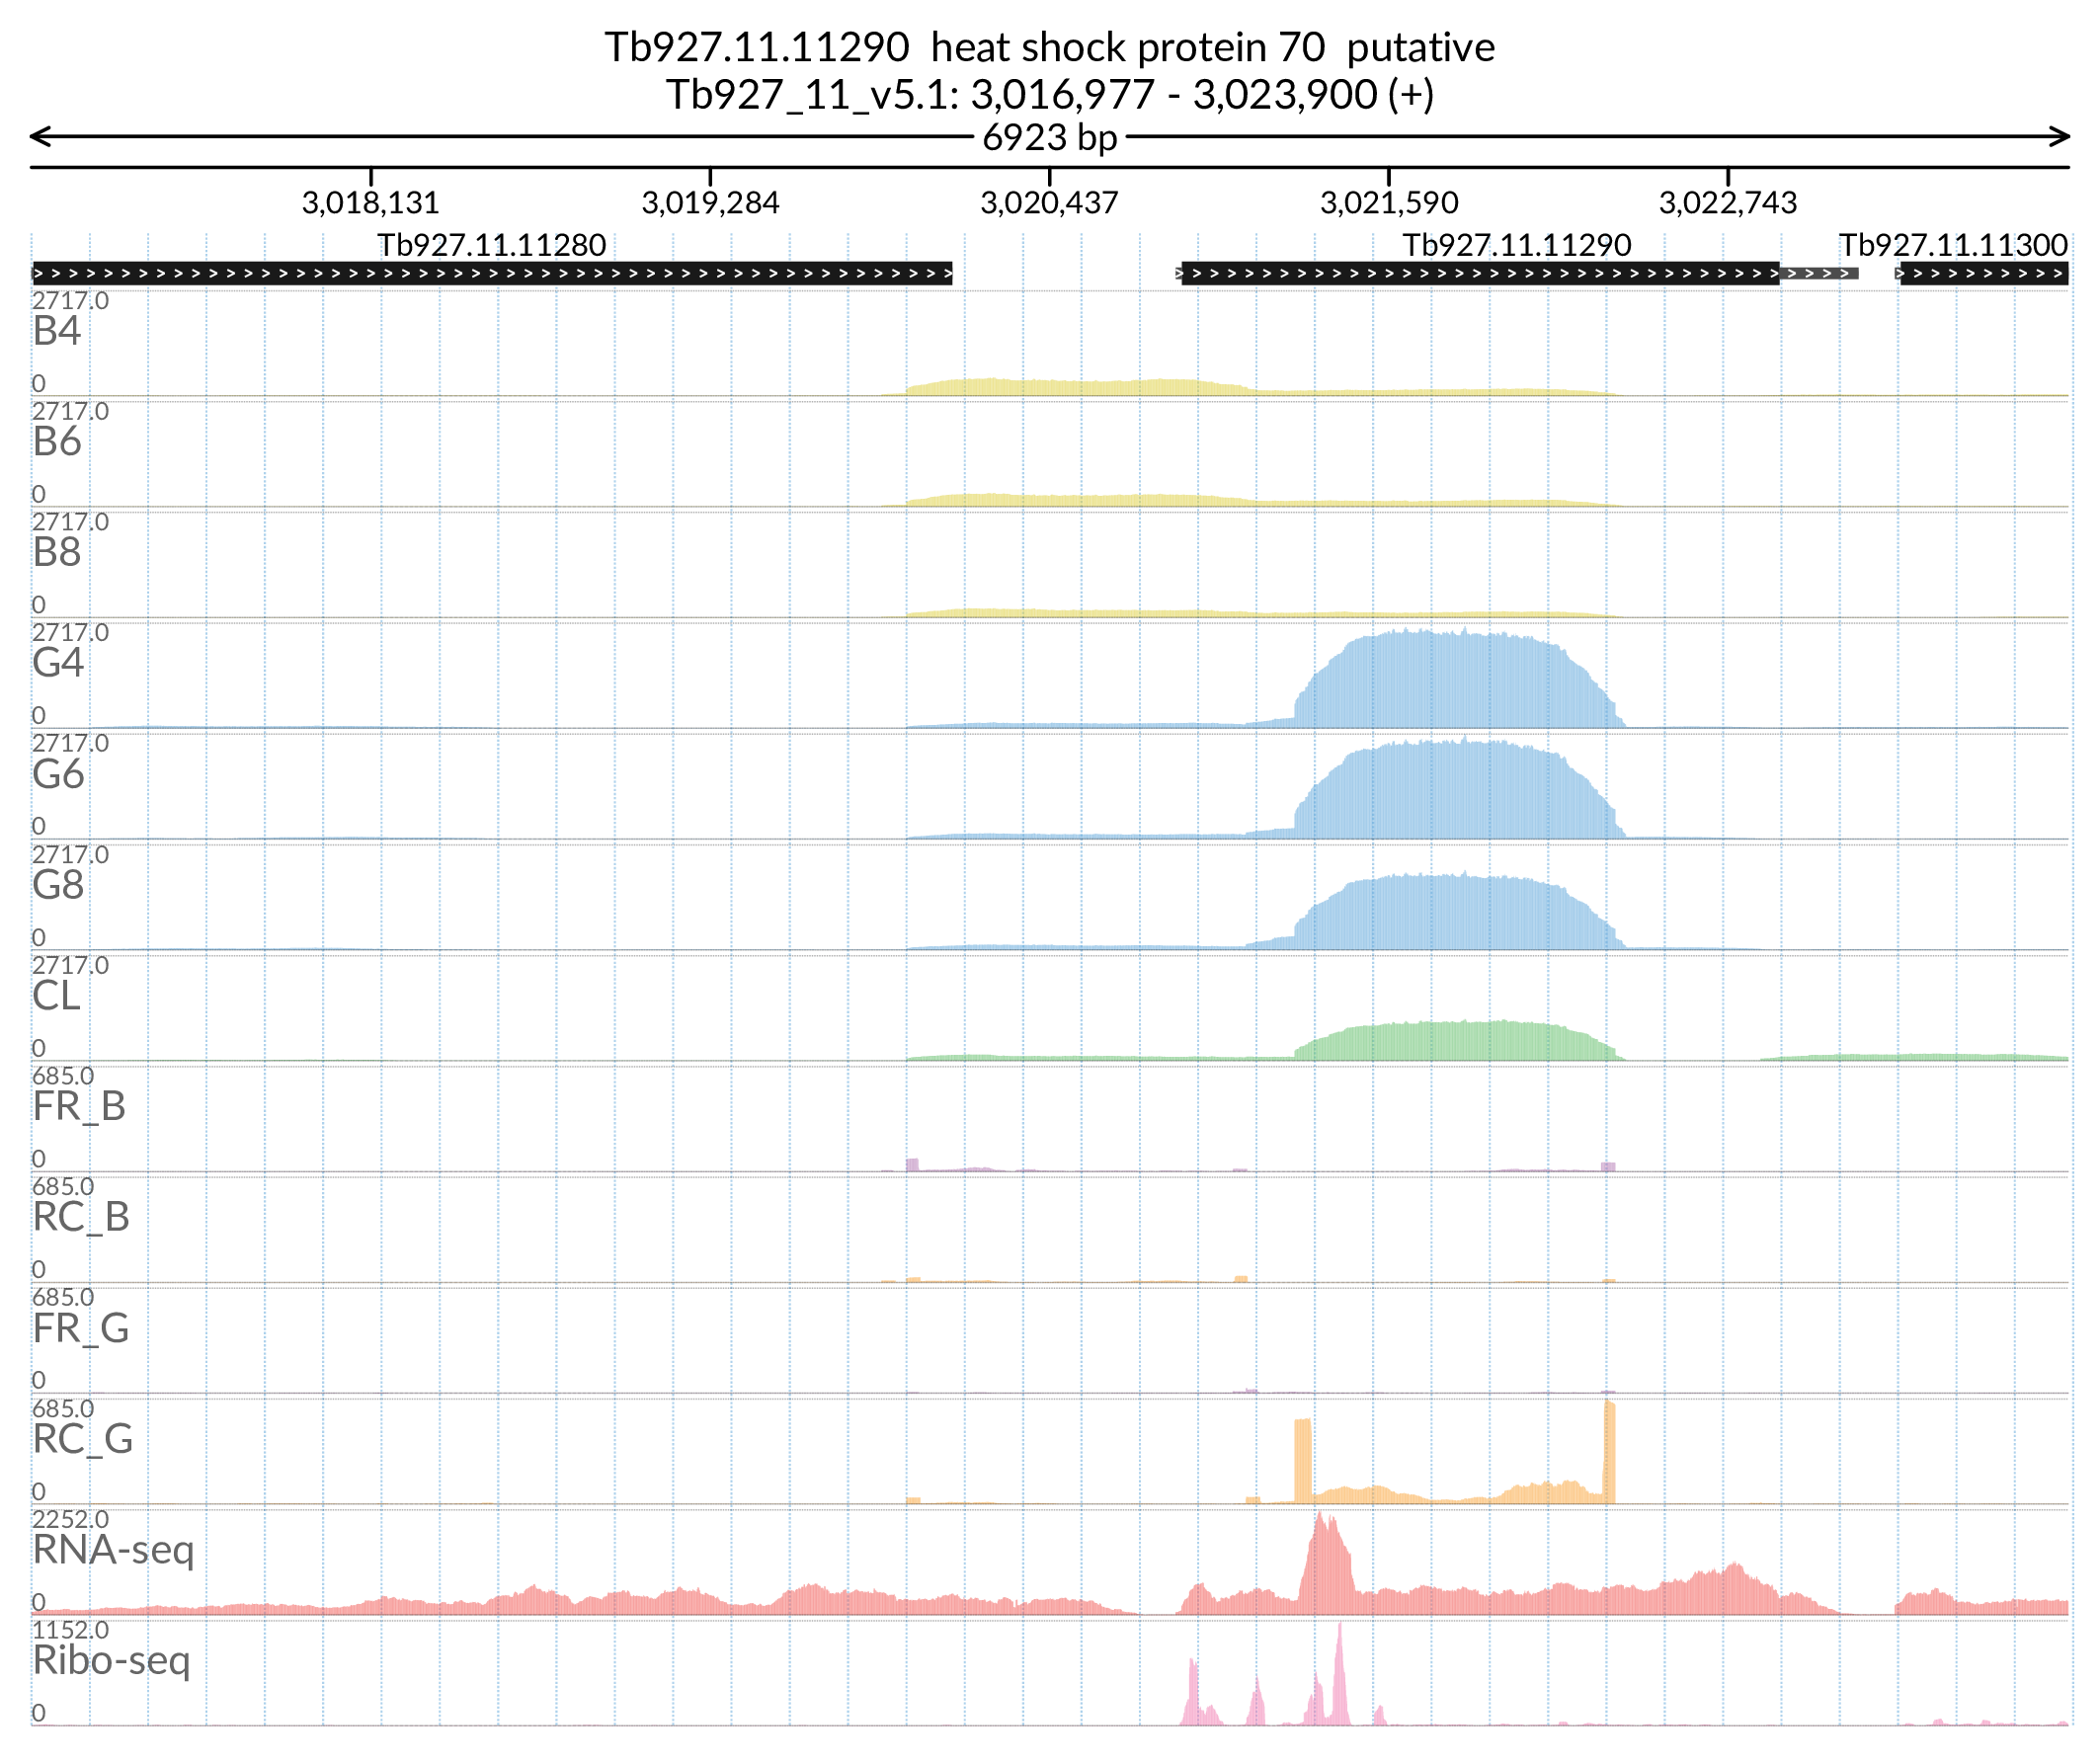 Tb927.11.11290  heat shock protein 70  putative
Tb927_11_v5.1: 3,016,977 - 3,023,900 (+)
6923 bp
3,018,131 3,019,284 3,020,437 3,021,590 3,022,743
Tb927.11.11280 Tb927.11.11290 Tb927.11.11300
2717.0
B4
0
2717.0
B6
0
2717.0
B8
0
2717.0
G4
0
2717.0
G6
0
2717.0
G8
0
2717.0
CL
0
685.0
FR_B
0
685.0
RC_B
0
685.0
FR_G
0
685.0
RC_G
0
2252.0
RNA-seq
0
1152.0
Ribo-seq
0